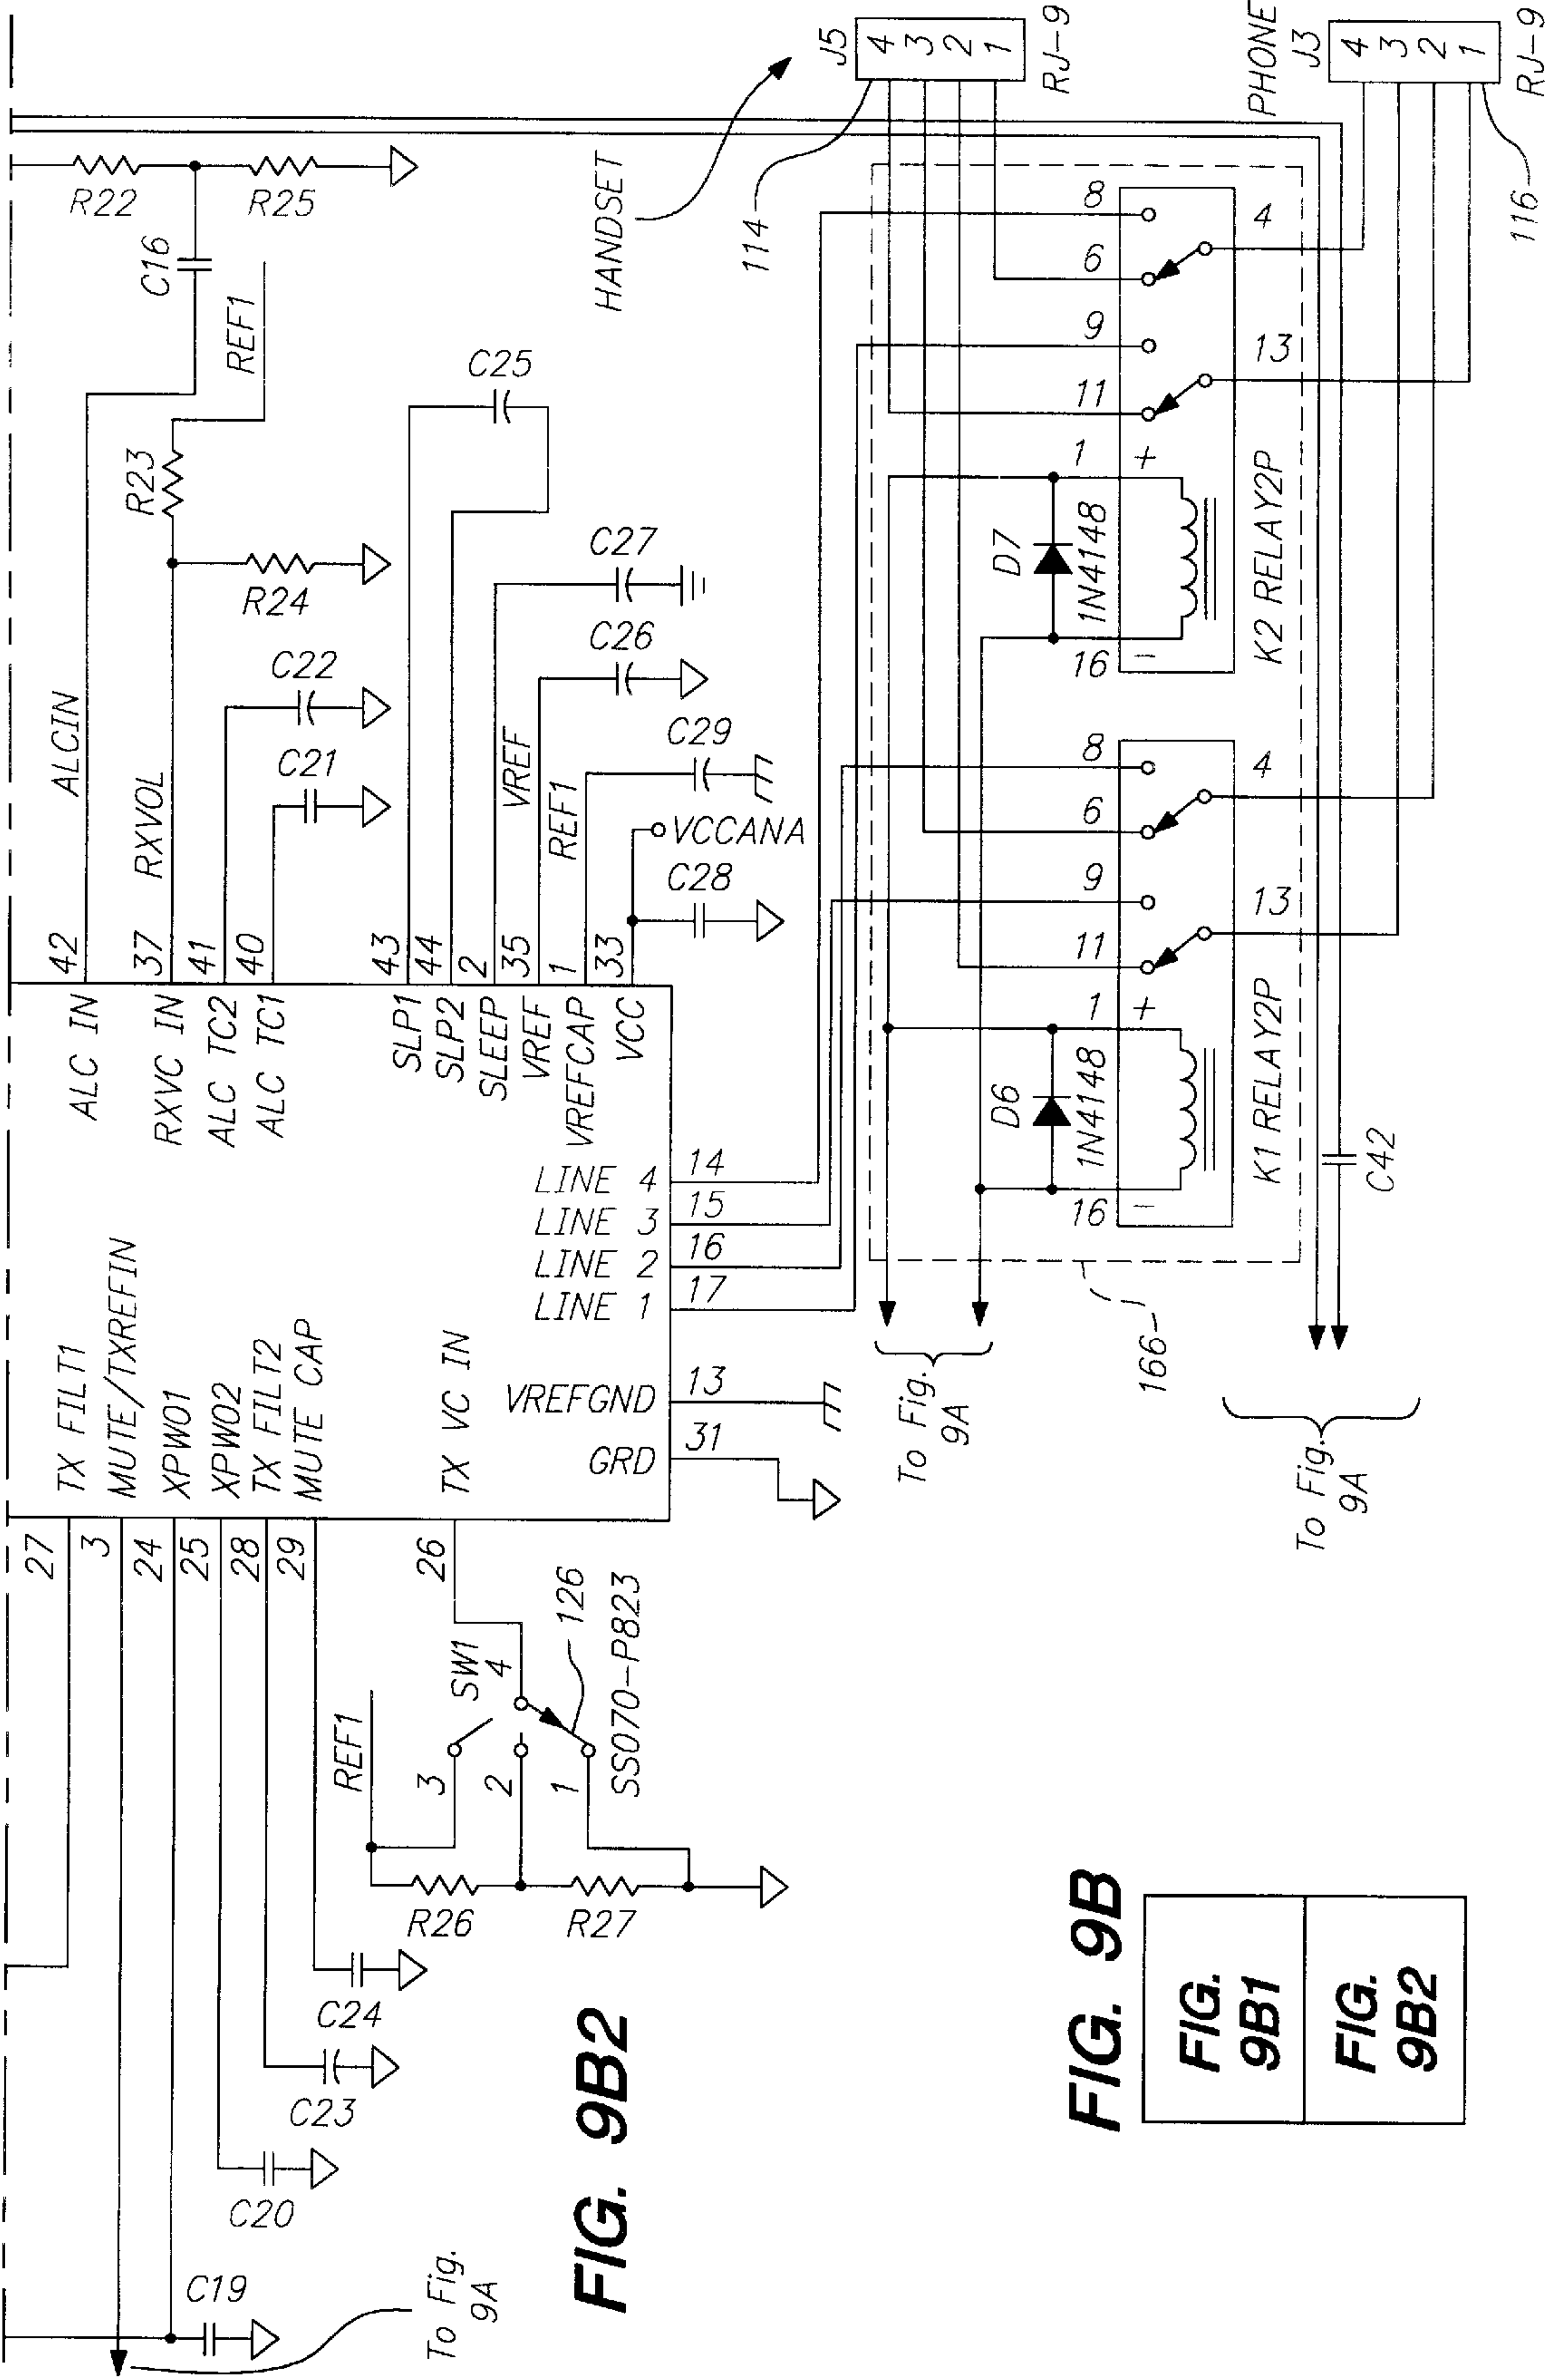 27
TX FILT1
3
MUTE/TXREFIN
24
XPW01
25
XPW02
28
TX FILT2
29
MUTE CAP
26
TX VC IN
ALC IN
42
ALCIN
RXVC IN
37
RXVOL
ALC TC2
41
ALC TC1
40
SLP1
43
SLP2
44
SLEEP
2
VREF
35
VREF
VREFCAP
1
REF1
VCC
33
VCCANA
LINE 4
14
LINE 3
15
LINE 2
16
LINE 1
17
VREFGND
13
GRD
31
R22
R25
C16
REF1
R23
R24
C22
C21
C25
C27
C26
C29
C28
C19
C20
C23
C24
To Fig.
9A
REF1
R26
R27
SW1
4
3
2
1
126
SS070-P823
HANDSET
J5
4
3
2
1
RJ-9
114
PHONE
J3
4
3
2
1
RJ-9
116
8
6
9
11
1
+
16
-
4
13
D7
1N4148
K2 RELAY2P
8
6
9
11
1
+
16
-
4
13
D6
1N4148
K1 RELAY2P
C42
166
To Fig.
9A
To Fig.
9A
FIG. 9B2
FIG. 9B
FIG.
9B1
FIG.
9B2